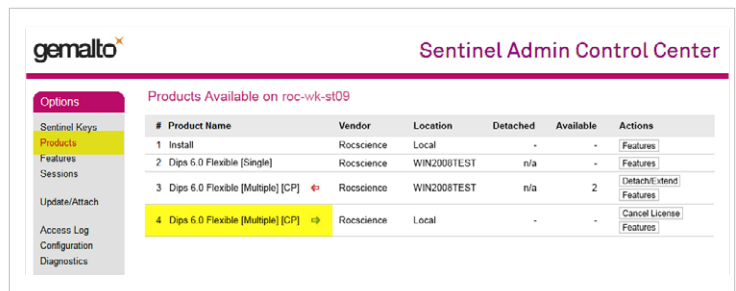 gemalto
Sentinel Admin Control Center
Options
Sentinel Keys
Products
Features
Sessions
Update/Attach
Access Log
Configuration
Diagnostics
Products Available on roc-wk-st09
# Product Name Vendor Location Detached Available Actions
1 Install Rocscience Local - - Features
2 Dips 6.0 Flexible [Single] Rocscience WIN2008TEST n/a - Features
3 Dips 6.0 Flexible [Multiple] [CP] Rocscience WIN2008TEST n/a 2 Detach/Extend
Features
4 Dips 6.0 Flexible [Multiple] [CP] Rocscience Local - - Cancel License
Features